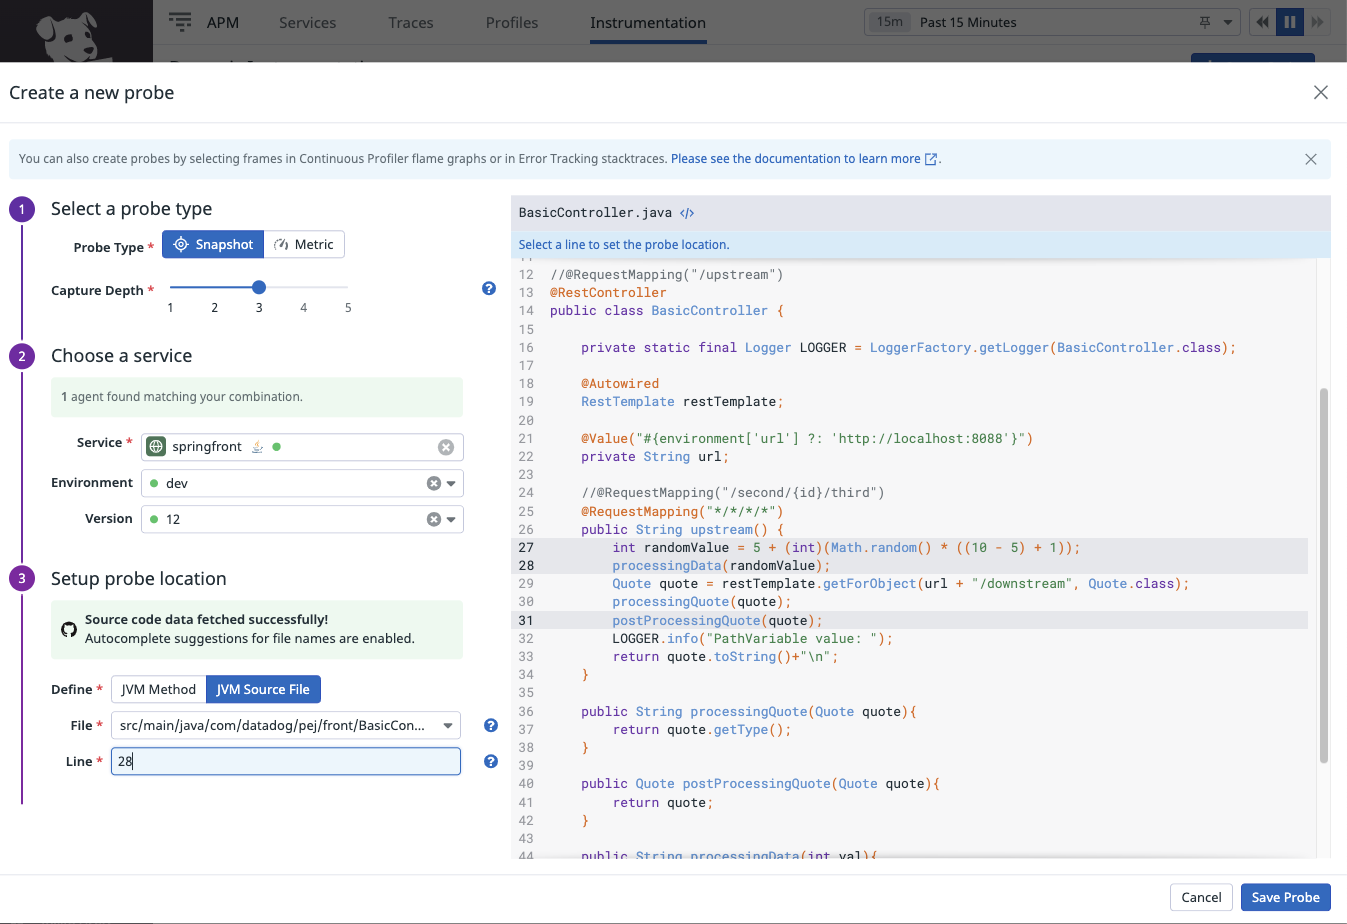 APM Services Traces Profiles Instrumentation 15m Past 15 Minutes
Create a new probe
You can also create probes by selecting frames in Continuous Profiler flame graphs or in Error Tracking stacktraces. Please see the documentation to learn more .
1 Select a probe type
Probe Type * Snapshot Metric
Capture Depth *
1 2 3 4 5
2 Choose a service
1 agent found matching your combination.
Service * springfront
Environment dev
Version 12
3 Setup probe location
Source code data fetched successfully!
Autocomplete suggestions for file names are enabled.
Define * JVM Method JVM Source File
File * src/main/java/com/datadog/pej/front/BasicCon...
Line * 28
BasicController.java </>
Select a line to set the probe location.
12 //@RequestMapping("/upstream")
13 @RestController
14 public class BasicController {
15
16 private static final Logger LOGGER = LoggerFactory.getLogger(BasicController.class);
17
18 @Autowired
19 RestTemplate restTemplate;
20
21 @Value("#{environment['url'] ?: 'http://localhost:8088'}")
22 private String url;
23
24 //@RequestMapping("/second/{id}/third")
25 @RequestMapping("*/*/*/*")
26 public String upstream() {
27 int randomValue = 5 + (int)(Math.random() * ((10 - 5) + 1));
28 processingData(randomValue);
29 Quote quote = restTemplate.getForObject(url + "/downstream", Quote.class);
30 processingQuote(quote);
31 postProcessingQuote(quote);
32 LOGGER.info("PathVariable value: ");
33 return quote.toString()+"\n";
34 }
35
36 public String processingQuote(Quote quote){
37 return quote.getType();
38 }
39
40 public Quote postProcessingQuote(Quote quote){
41 return quote;
42 }
43
44 public String processingData(int val){
Cancel Save Probe